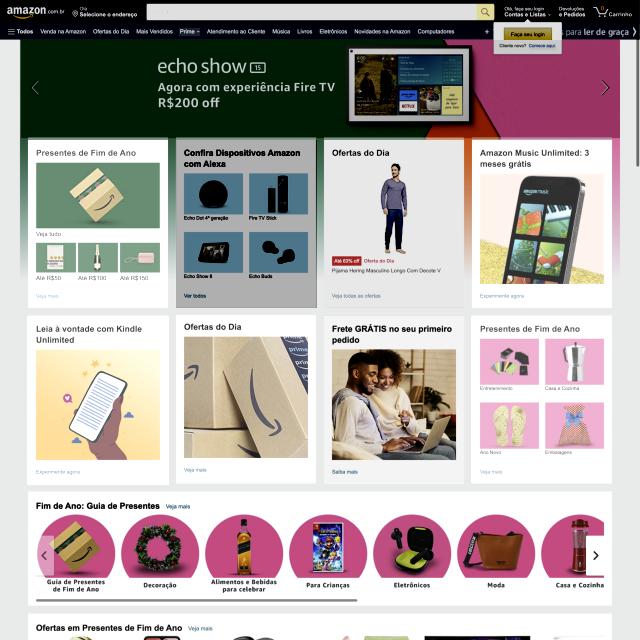 amazon.com.br
Olá
Selecione o endereço
Olá, faça seu login
Contas e Listas
Devoluções
e Pedidos
0
Carrinho
Todos Venda na Amazon Ofertas do Dia Mais Vendidos Prime Atendimento ao Cliente Música Livros Eletrônicos Novidades na Amazon Computadores
para ler de graça
Faça seu login
Cliente novo? Comece aqui.
echo show 15
Agora com experiência Fire TV
R$200 off
NETFLIX
Presentes de Fim de Ano
Veja tudo
Até R$50
Até R$100
Até R$150
Veja mais
Confira Dispositivos Amazon
com Alexa
Echo Dot 4ª geração
Fire TV Stick
Echo Show 8
Echo Buds
Ver todos
Ofertas do Dia
Até 63% off Oferta do Dia
Pijama Hering Masculino Longo Com Decote V
Veja todas as ofertas
Amazon Music Unlimited: 3
meses grátis
amazon music
Experimente agora
Leia à vontade com Kindle
Unlimited
Experimente agora
Ofertas do Dia
prime
Veja mais
Frete GRÁTIS no seu primeiro
pedido
Saiba mais
Presentes de Fim de Ano
Entretenimento
Casa e Cozinha
Ano Novo
Embalagens
Veja mais
Fim de Ano: Guia de Presentes Veja mais
Guia de Presentes
de Fim de Ano
Decoração
Alimentos e Bebidas
para celebrar
Para Crianças
Eletrônicos
Moda
Casa e Cozinha
Ofertas em Presentes de Fim de Ano Veja mais